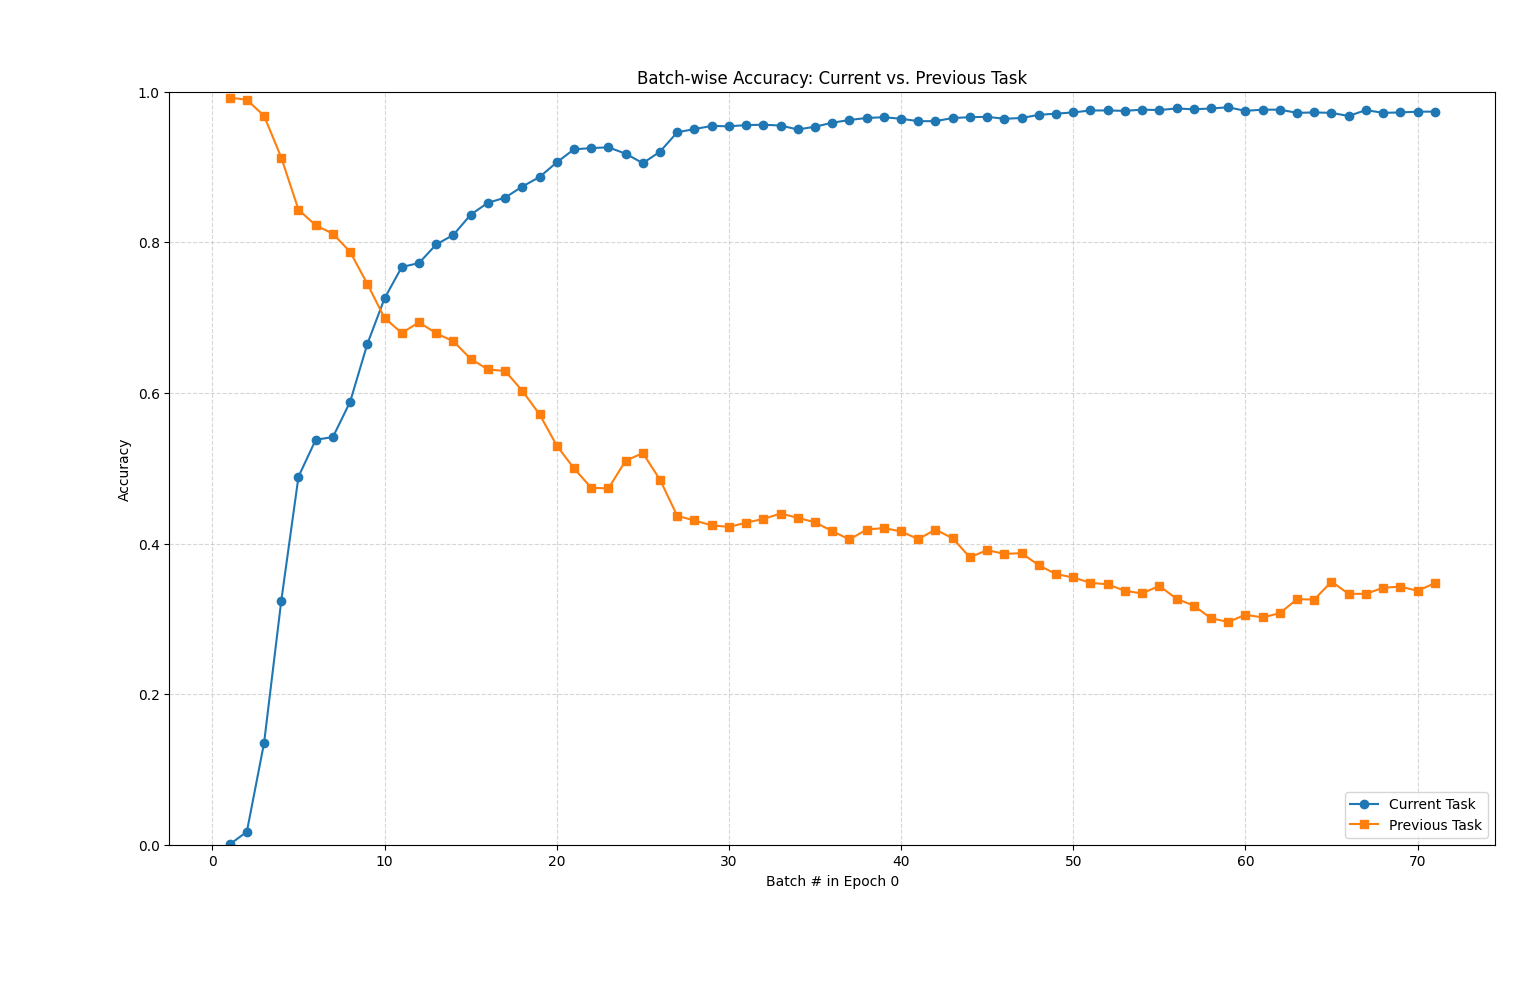 Batch-wise Accuracy: Current vs. Previous Task
1.0
0.8
0.6
0.4
0.2
0.0
Accuracy
0 10 20 30 40 50 60 70
Batch # in Epoch 0
Current Task
Previous Task